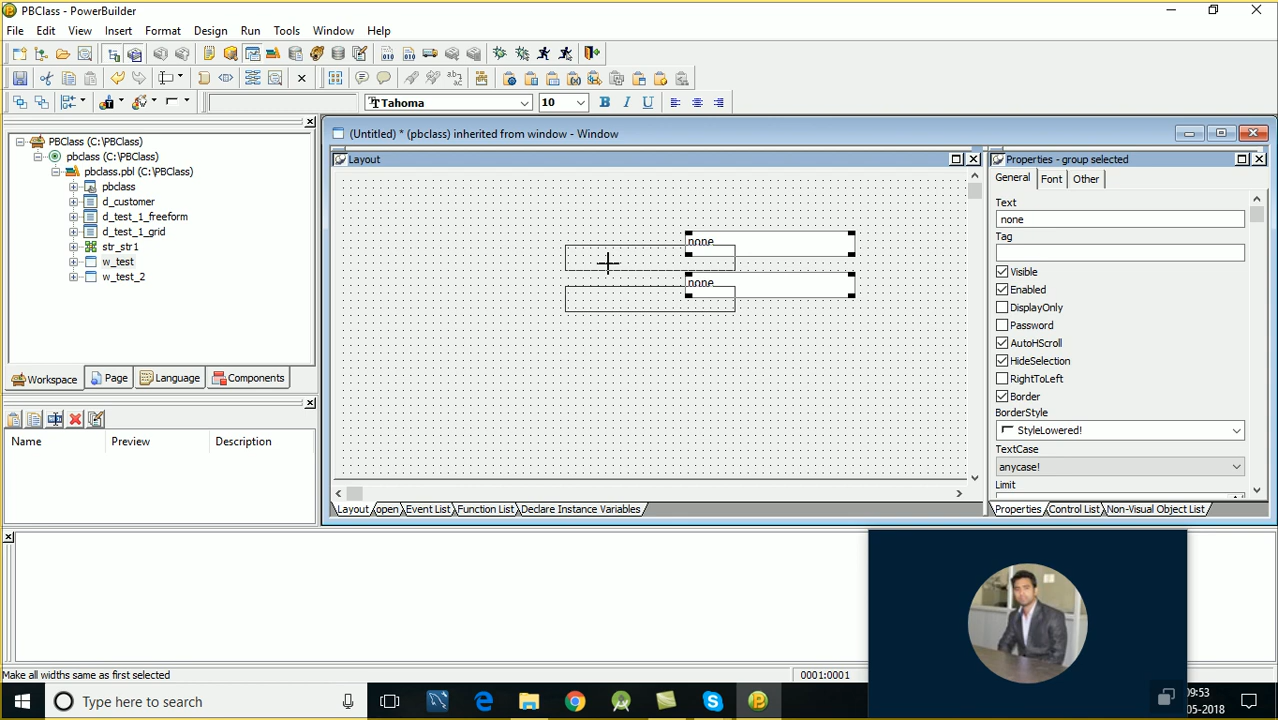 PBClass - PowerBuilder
File Edit View Insert Format Design Run Tools Window Help
Tahoma 10 B I U
PBClass (C:\PBClass)
pbclass (C:\PBClass)
pbclass.pbl (C:\PBClass)
pbclass
d_customer
d_test_1_freeform
d_test_1_grid
str_str1
w_test
w_test_2
Workspace Page Language Components
Name Preview Description
(Untitled) * (pbclass) inherited from window - Window
Layout
none
none
Layout open Event List Function List Declare Instance Variables
Properties - group selected
General Font Other
Text
none
Tag
Visible
Enabled
DisplayOnly
Password
AutoHScroll
HideSelection
RightToLeft
Border
BorderStyle
StyleLowered!
TextCase
anycase!
Limit
Properties Control List Non-Visual Object List
Make all widths same as first selected
0001:0001
Type here to search
09:53
05-2018